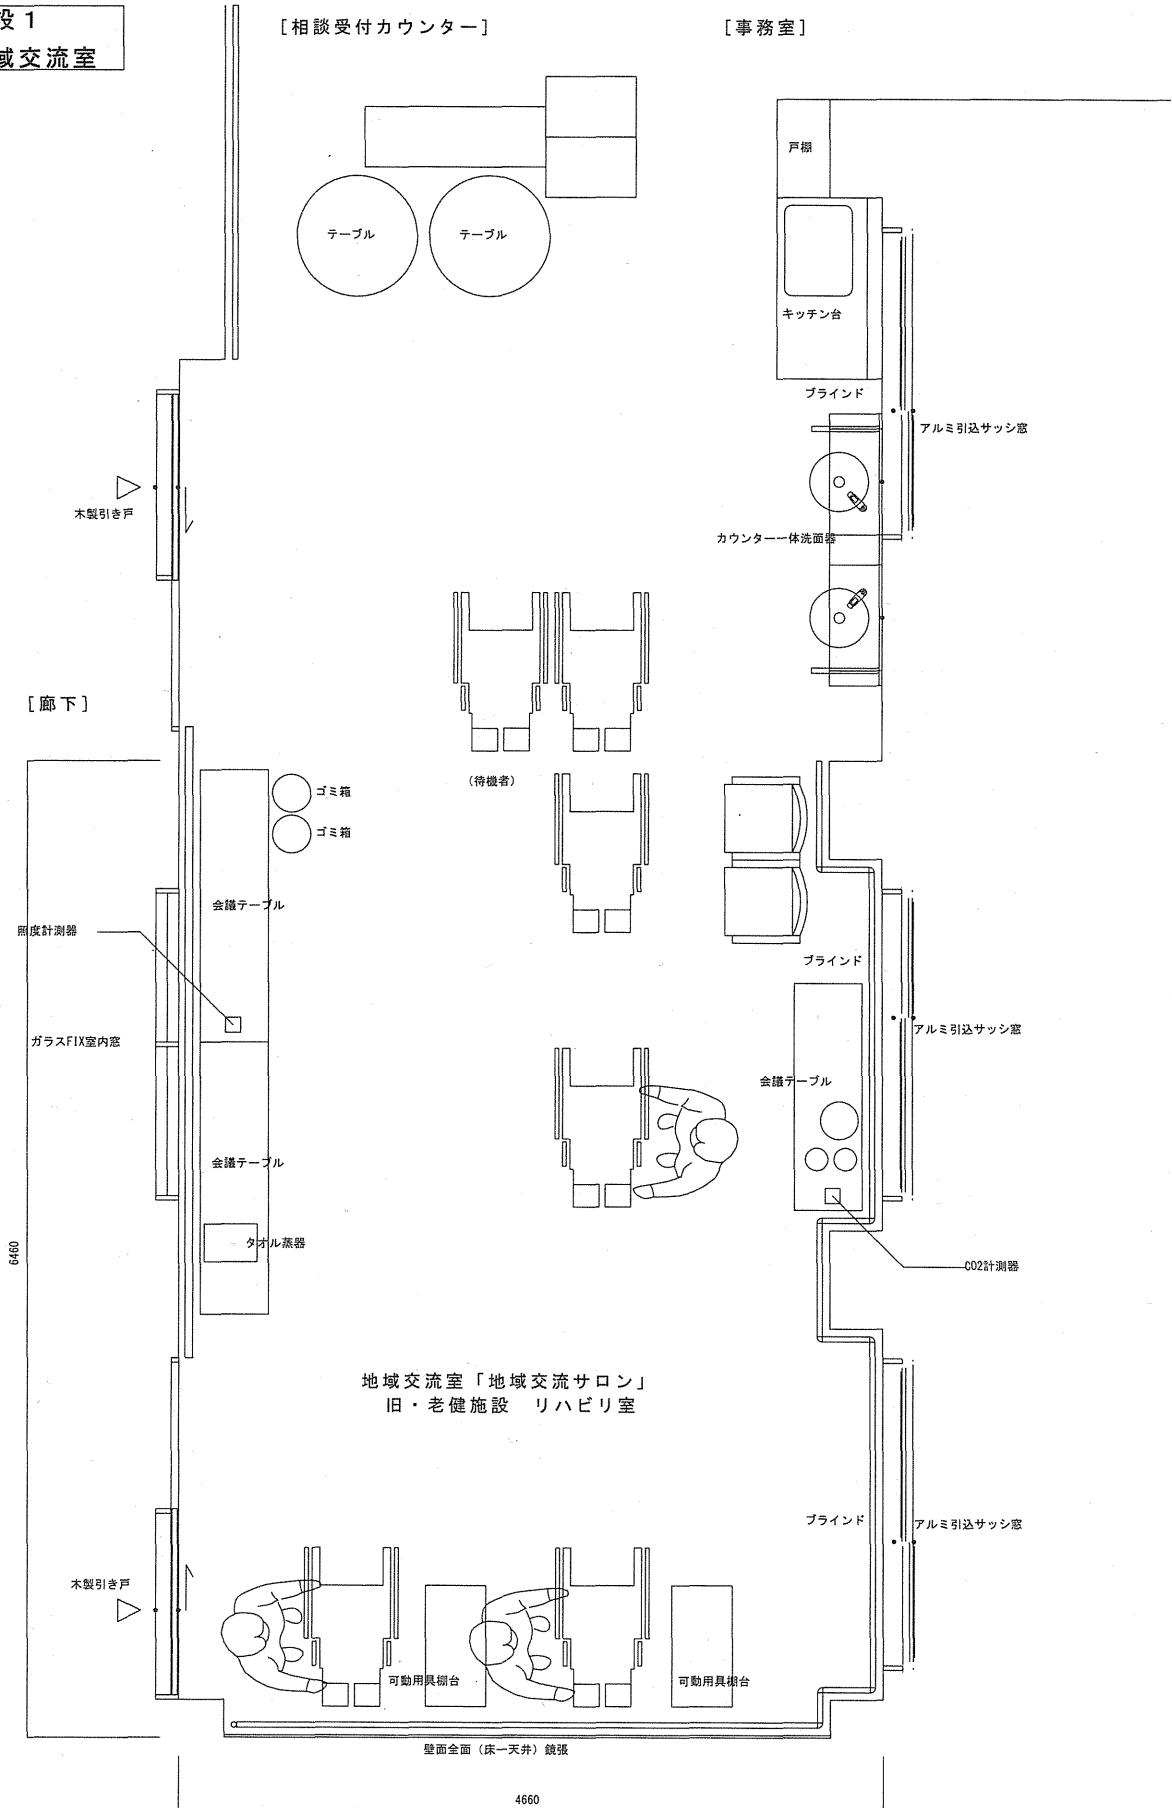 設1
域交流室
[相談受付カウンター]
[事務室]
戸棚
テーブル
テーブル
キッチン台
ブラインド
アルミ引込サッシ窓
木製引き戸
カウンター一体洗面器
[廊下]
(待機者)
ゴミ箱
ゴミ箱
会議テーブル
照度計測器
ブラインド
ガラスFIX室内窓
アルミ引込サッシ窓
会議テーブル
会議テーブル
タオル蒸器
6460
CO2計測器
地域交流室「地域交流サロン」
旧・老健施設 リハビリ室
ブラインド
アルミ引込サッシ窓
木製引き戸
可動用具棚台
可動用具棚台
壁面全面(床ー天井)鏡張
4660